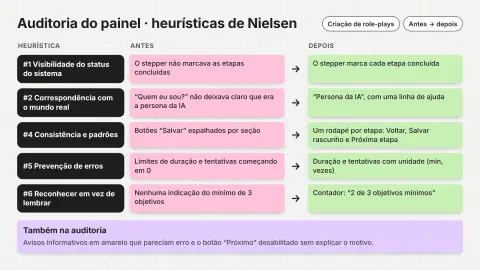 Auditoria do painel · heurísticas de Nielsen
Criação de role-plays
Antes → depois
HEURÍSTICA
ANTES
DEPOIS
#1 Visibilidade do status
do sistema
O stepper não marcava as etapas
concluídas
→
O stepper marca cada etapa concluída
#2 Correspondência com
o mundo real
"Quem eu sou?" não deixava claro que era
a persona da IA
→
"Persona da IA", com uma linha de ajuda
#4 Consistência e padrões
Botões "Salvar" espalhados por seção
→
Um rodapé por etapa: Voltar, Salvar
rascunho e Próxima etapa
#5 Prevenção de erros
Limites de duração e tentativas começando
em 0
→
Duração e tentativas com unidade (min,
vezes)
#6 Reconhecer em vez de
lembrar
Nenhuma indicação do mínimo de 3
objetivos
→
Contador: "2 de 3 objetivos mínimos"
Também na auditoria
Avisos informativos em amarelo que pareciam erro e o botão "Próximo" desabilitado sem explicar o motivo.